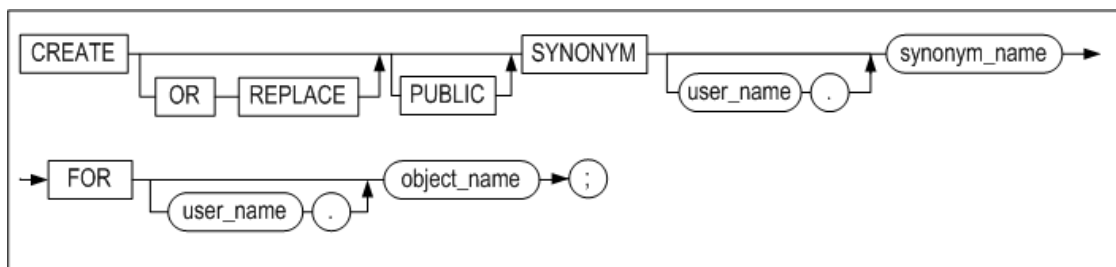 CREATE SYNONYM synonym_name
OR REPLACE PUBLIC user_name .
FOR object_name ;
user_name .